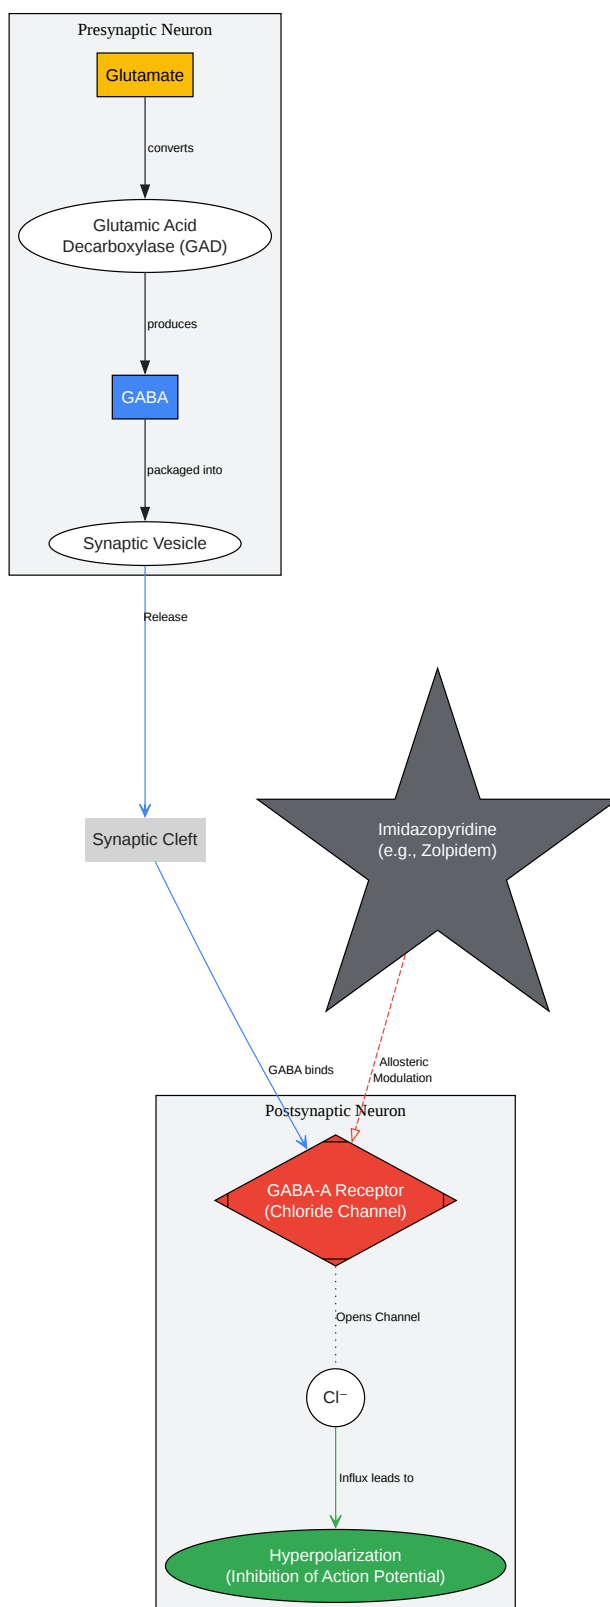 Presynaptic Neuron
Glutamate
converts
Glutamic Acid
Decarboxylase (GAD)
produces
GABA
packaged into
Synaptic Vesicle
Release
Synaptic Cleft
Imidazopyridine
(e.g., Zolpidem)
GABA binds
Allosteric
Modulation
Postsynaptic Neuron
GABA-A Receptor
(Chloride Channel)
Opens Channel
Cl⁻
Influx leads to
Hyperpolarization
(Inhibition of Action Potential)